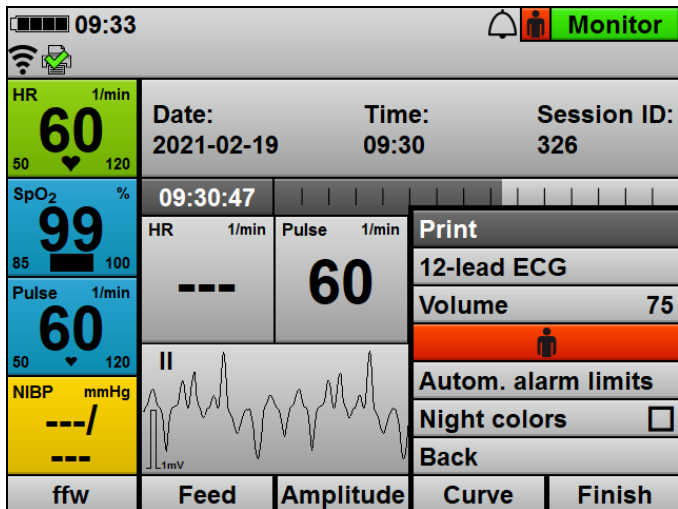 09:33
Monitor
HR 1/min
60
50 120
Date: Time: Session ID:
2021-02-19 09:30 326
SpO2 %
99
85 100
09:30:47
HR 1/min
---
Pulse 1/min
60
Pulse 1/min
60
50 120
II
1mV
NIBP mmHg
---/
---
Print
12-lead ECG
Volume 75
Autom. alarm limits
Night colors
Back
ffw Feed Amplitude Curve Finish